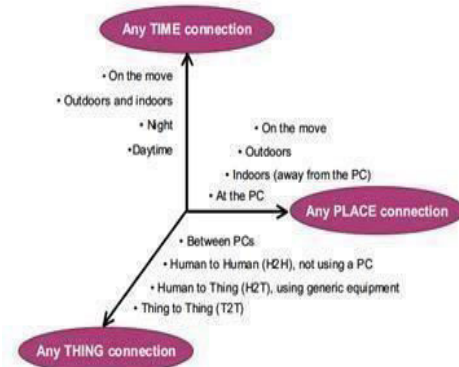 Any TIME connection
• On the move
• Outdoors and indoors
• Night
•Daytime
• On the move
• Outdoors
• Indoors (away from the PC)
• At the PC
Any PLACE connection
• Between PCs
• Human to Human (H2H), not using a PC
• Human to Thing (H2T), using generic equipment
• Thing to Thing (T2T)
Any THING connection